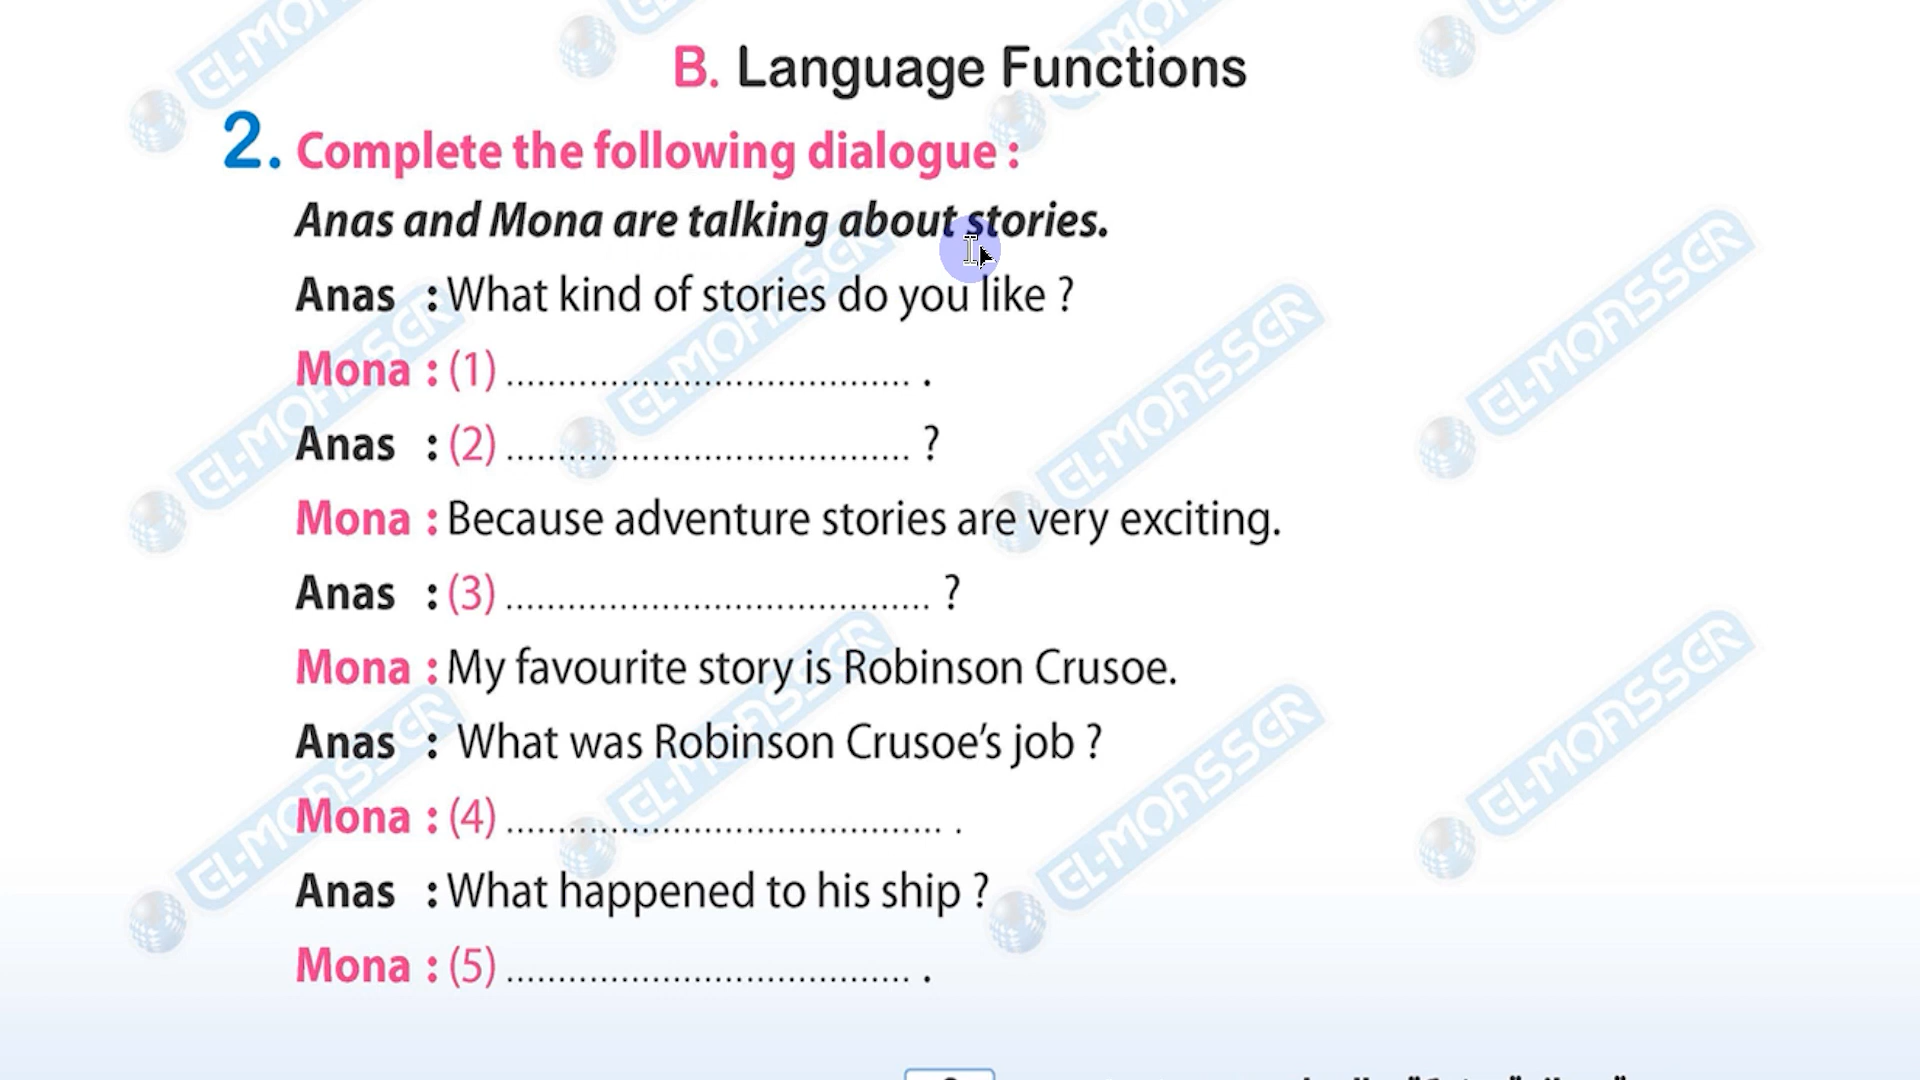 B. Language Functions
2. Complete the following dialogue :
Anas and Mona are talking about stories.
Anas : What kind of stories do you like ?
Mona : (1) ........................................ .
Anas : (2) ........................................ ?
Mona : Because adventure stories are very exciting.
Anas : (3) ........................................ ?
Mona : My favourite story is Robinson Crusoe.
Anas : What was Robinson Crusoe's job ?
Mona : (4) ........................................ .
Anas : What happened to his ship ?
Mona : (5) ........................................ .
EL-MOASSER